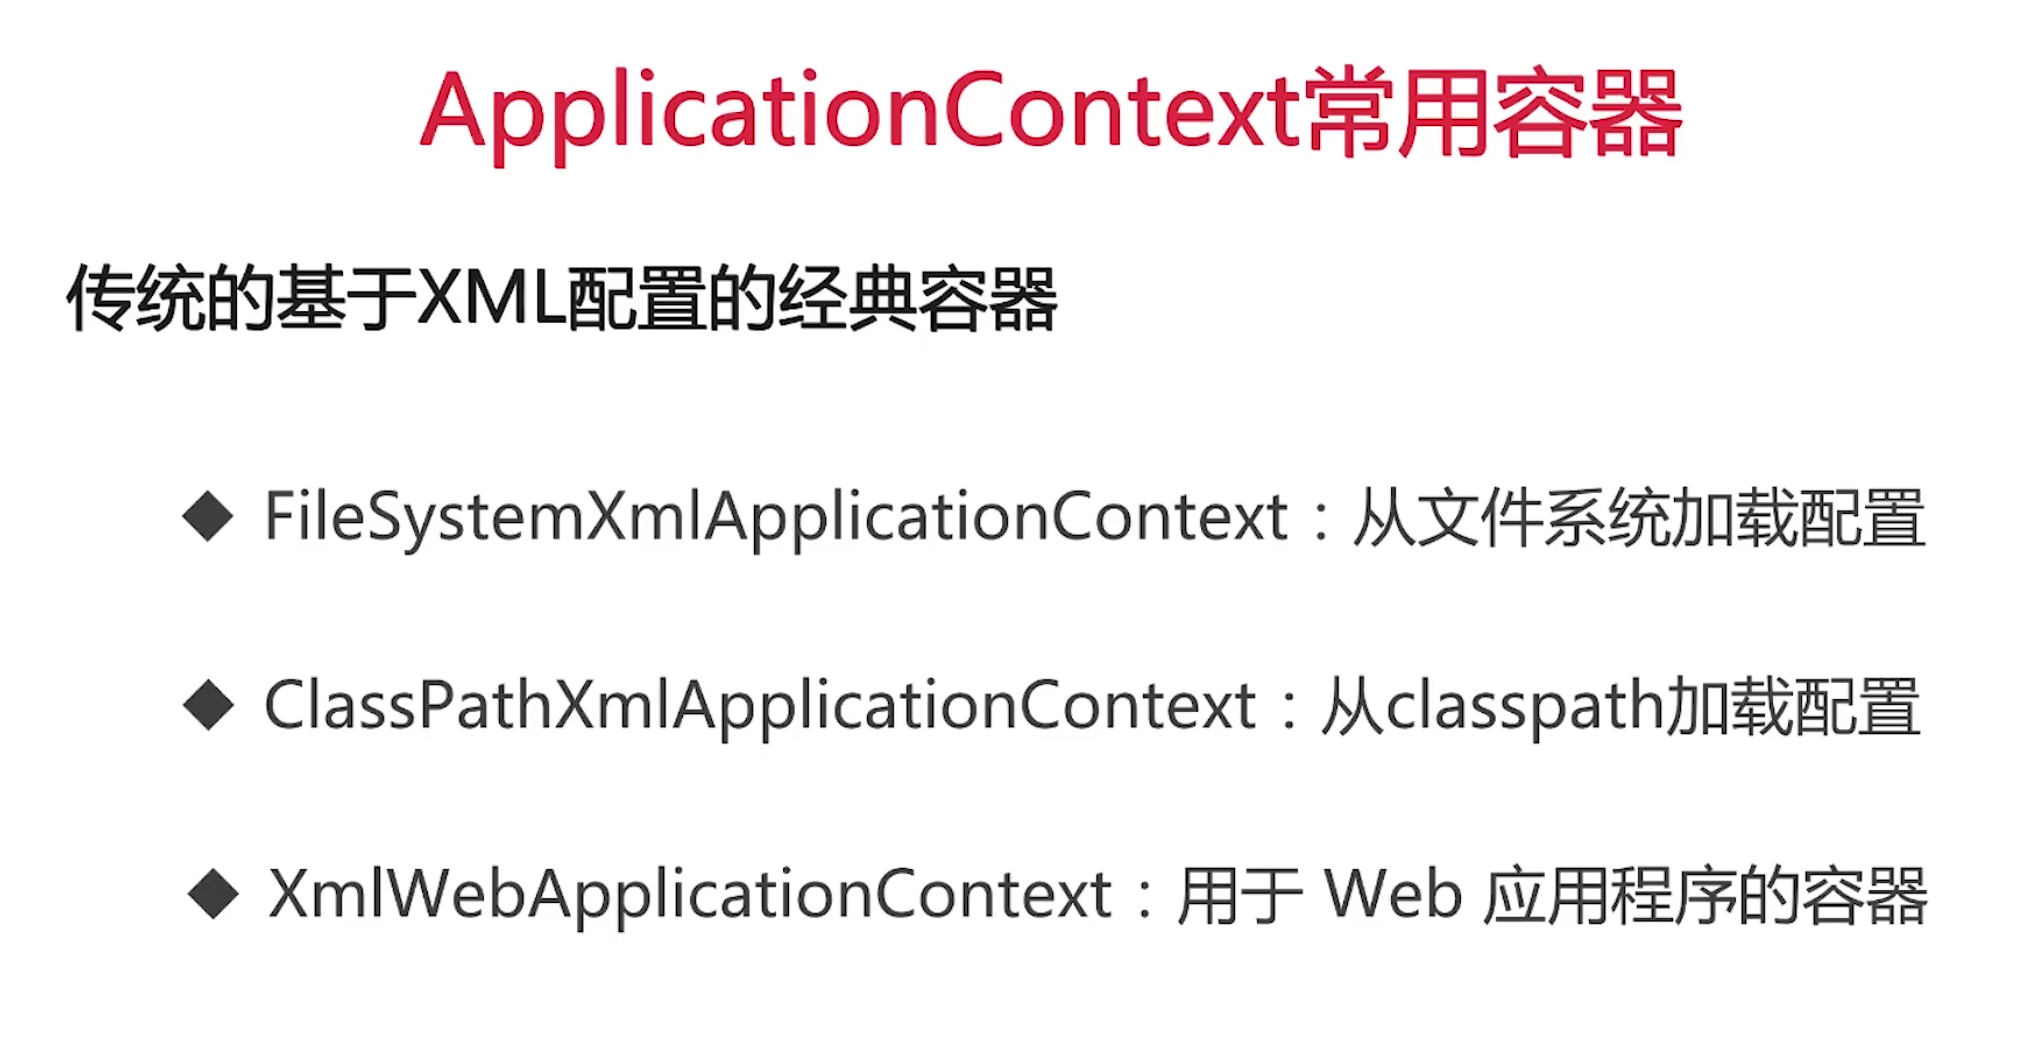 ApplicationContext常用容器
传统的基于XML配置的经典容器
◆ FileSystemXmlApplicationContext：从文件系统加载配置
◆ ClassPathXmlApplicationContext：从classpath加载配置
◆ XmlWebApplicationContext：用于 Web 应用程序的容器